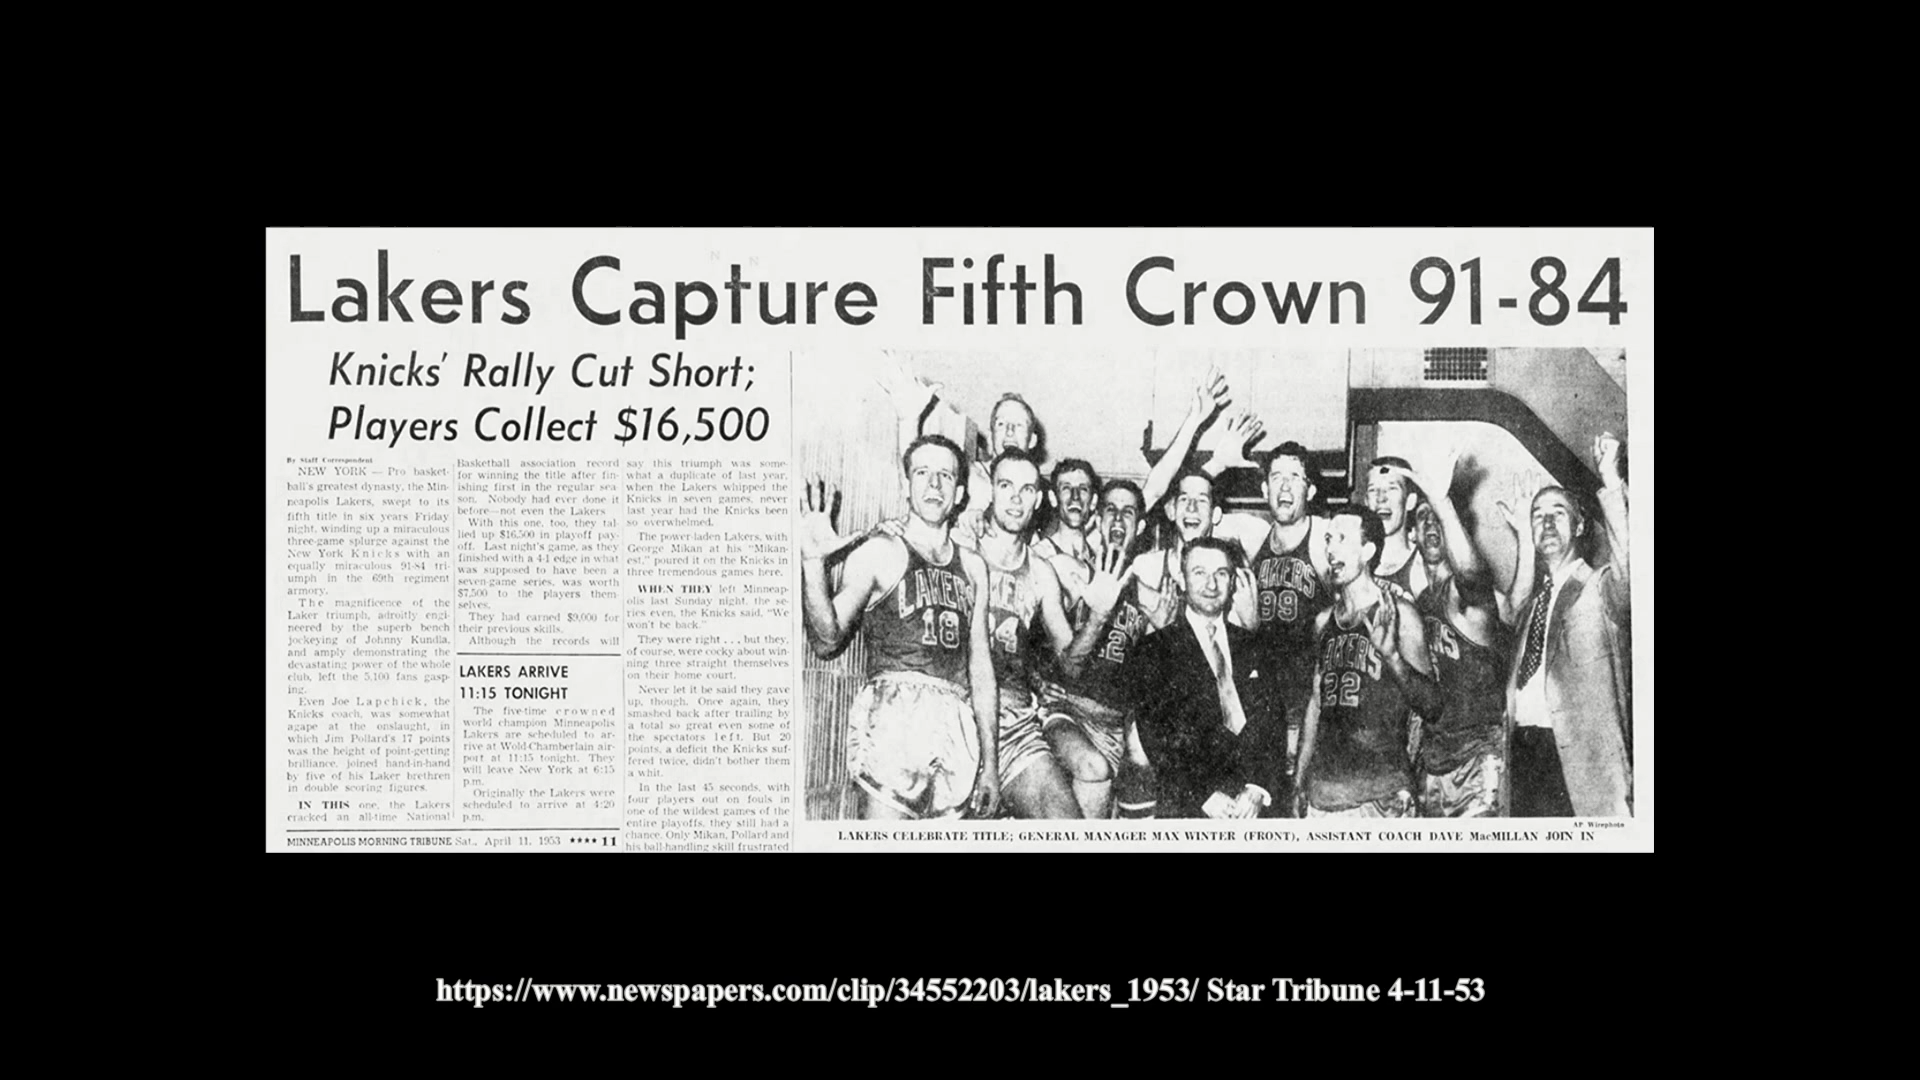 Lakers Capture Fifth Crown 91-84
Knicks' Rally Cut Short;
Players Collect $16,500
By Staff Correspondent
NEW YORK — Pro basket-
ball's greatest dynasty, the Min-
neapolis Lakers, swept to its
fifth title in six years Friday
night, winding up a miraculous
three-game splurge against the
New York Knicks with an
equally miraculous 91-84 tri-
umph in the 69th regiment
armory.
The magnificence of the
Laker triumph, adroitly engi-
neered by the superb bench
jockeying of Johnny Kundla,
and amply demonstrating the
devastating power of the whole
club, left the 5,100 fans gasp-
ing.
Even Joe Lapchick, the
Knicks coach, was somewhat
agape at the onslaught, in
which Jim Pollard's 17 points
was the height of point-getting
brilliance, joined hand-in-hand
by five of his Laker brethren
in double scoring figures.
IN THIS one, the Lakers
cracked an all-time National
Basketball association record
for winning the title after fin-
ishing first in the regular sea-
son. Nobody had ever done it
before—not even the Lakers
With this one, too, they tal-
lied up $16,500 in playoff pay-
off. Last night's game, as they
finished with a 4-1 edge in what
was supposed to have been a
seven-game series, was worth
$7,500 to the players them-
selves.
They had earned $9,000 for
their previous skills.
Although the records will
LAKERS ARRIVE
11:15 TONIGHT
The five-time crowned
world champion Minneapolis
Lakers are scheduled to ar-
rive at Wold-Chamberlain air-
port at 11:15 tonight. They
will leave New York at 6:15
p.m.
Originally the Lakers were
scheduled to arrive at 4:20
p.m.
say this triumph was some-
what a duplicate of last year,
when the Lakers whipped the
Knicks in seven games, never
last year had the Knicks been
so overwhelmed.
The power-laden Lakers, with
George Mikan at his "Mikan-
est," poured it on the Knicks in
three tremendous games here.
WHEN THEY left Minneap-
olis last Sunday night, the se-
ries even, the Knicks said, "We
won't be back."
They were right . . . but they,
of course, were cocky about win-
ning three straight themselves
on their home court.
Never let it be said they gave
up, though. Once again, they
smashed back after trailing by
a total so great even some of
the spectators left. But 20
points, a deficit the Knicks suf-
fered twice, didn't bother them
a whit.
In the last 45 seconds, with
four players out on fouls in
one of the wildest games of the
entire playoffs, they still had a
chance. Only Mikan, Pollard and
his ball-handling skill frustrated
MINNEAPOLIS MORNING TRIBUNE Sat., April 11, 1953 ★★★★ 11
LAKERS
18
LAKERS
99
LAKERS
22
AP Wirephoto
LAKERS CELEBRATE TITLE; GENERAL MANAGER MAX WINTER (FRONT), ASSISTANT COACH DAVE MacMILLAN JOIN IN
https://www.newspapers.com/clip/34552203/lakers_1953/ Star Tribune 4-11-53